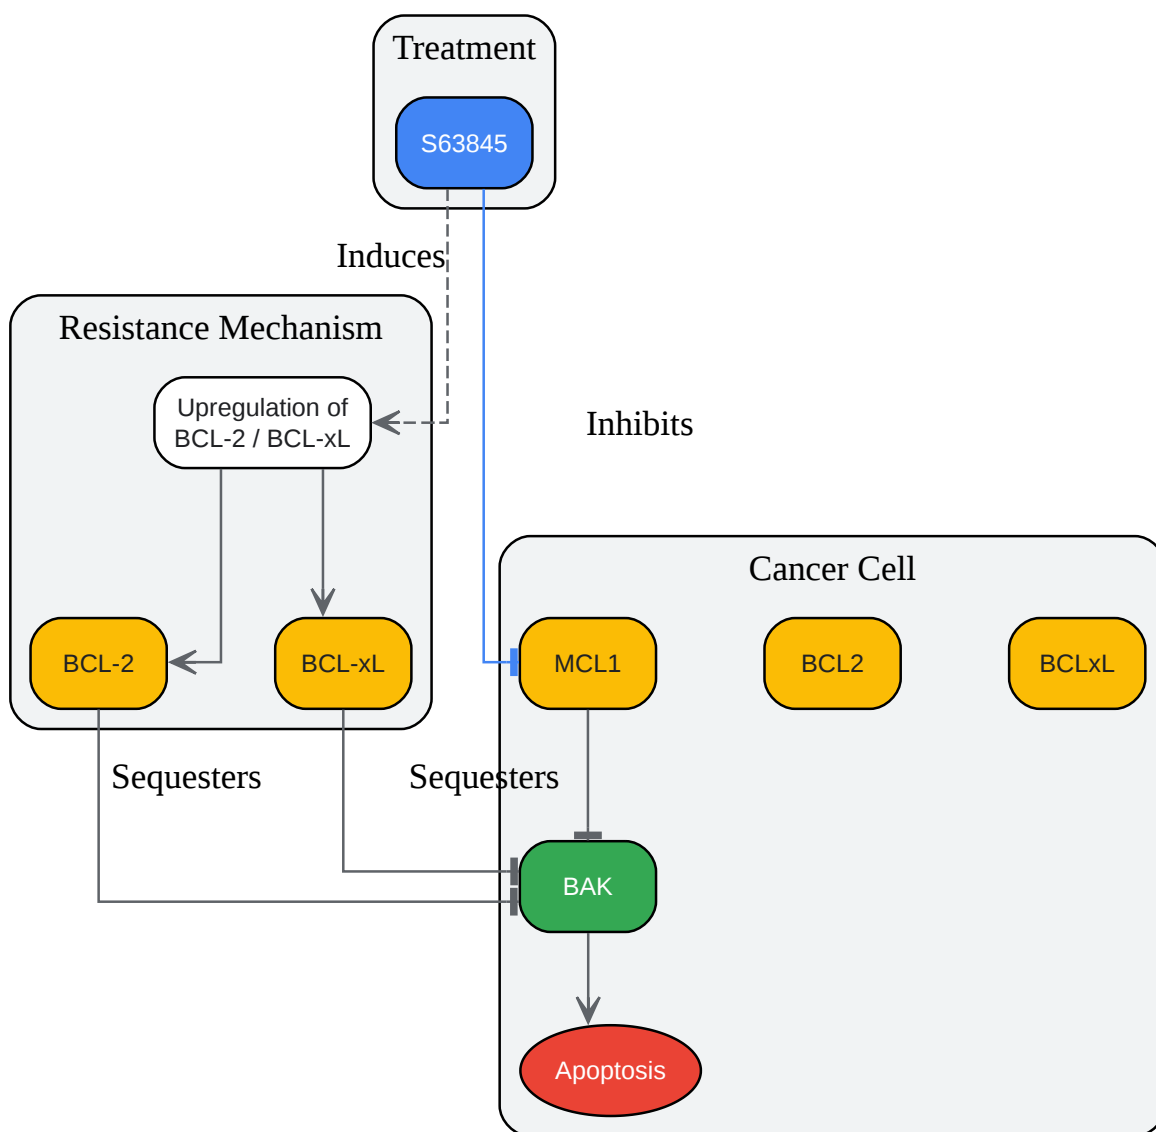 Treatment
S63845
Induces
Resistance Mechanism
Upregulation of
BCL-2 / BCL-xL
Inhibits
Cancer Cell
BCL-2
BCL-xL
MCL1
BCL2
BCLxL
Sequesters
Sequesters
BAK
Apoptosis